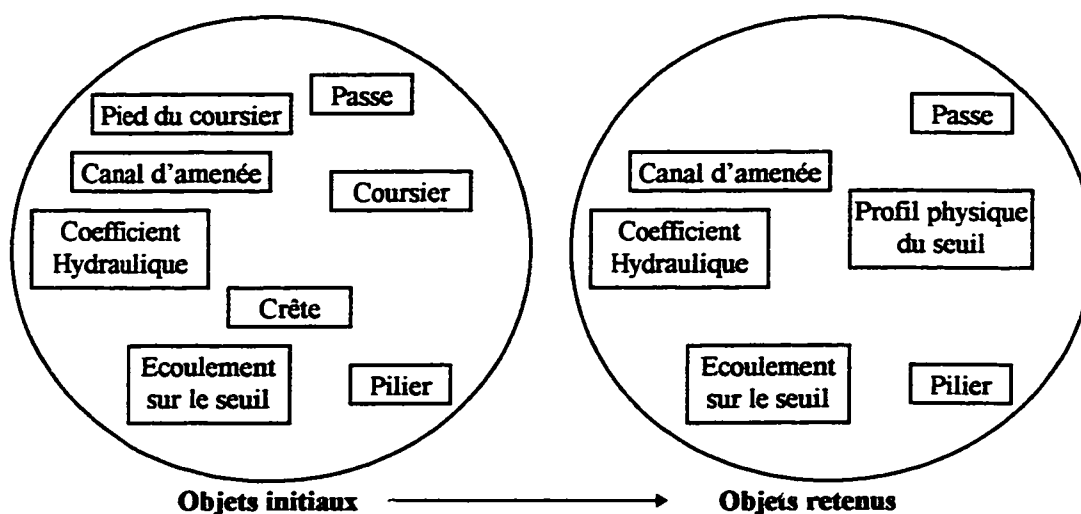 Passe
Pied du coursier
Canal d'amenée
Coursier
Coefficient
Hydraulique
Crête
Ecoulement
sur le seuil
Pilier
Objets initiaux
Passe
Canal d'amenée
Profil physique
du seuil
Coefficient
Hydraulique
Ecoulement
sur le seuil
Pilier
Objets retenus